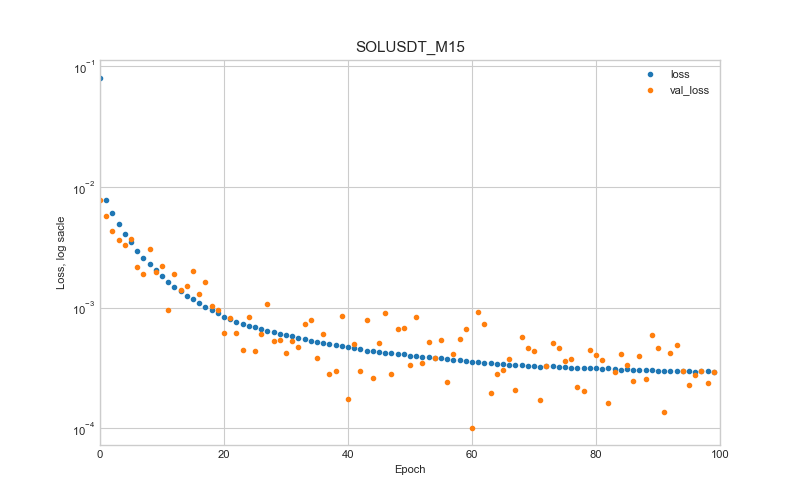 SOLUSDT_M15
10⁻¹
loss
val_loss
10⁻²
Loss, log sacle
10⁻³
10⁻⁴
0 20 40 60 80 100
Epoch